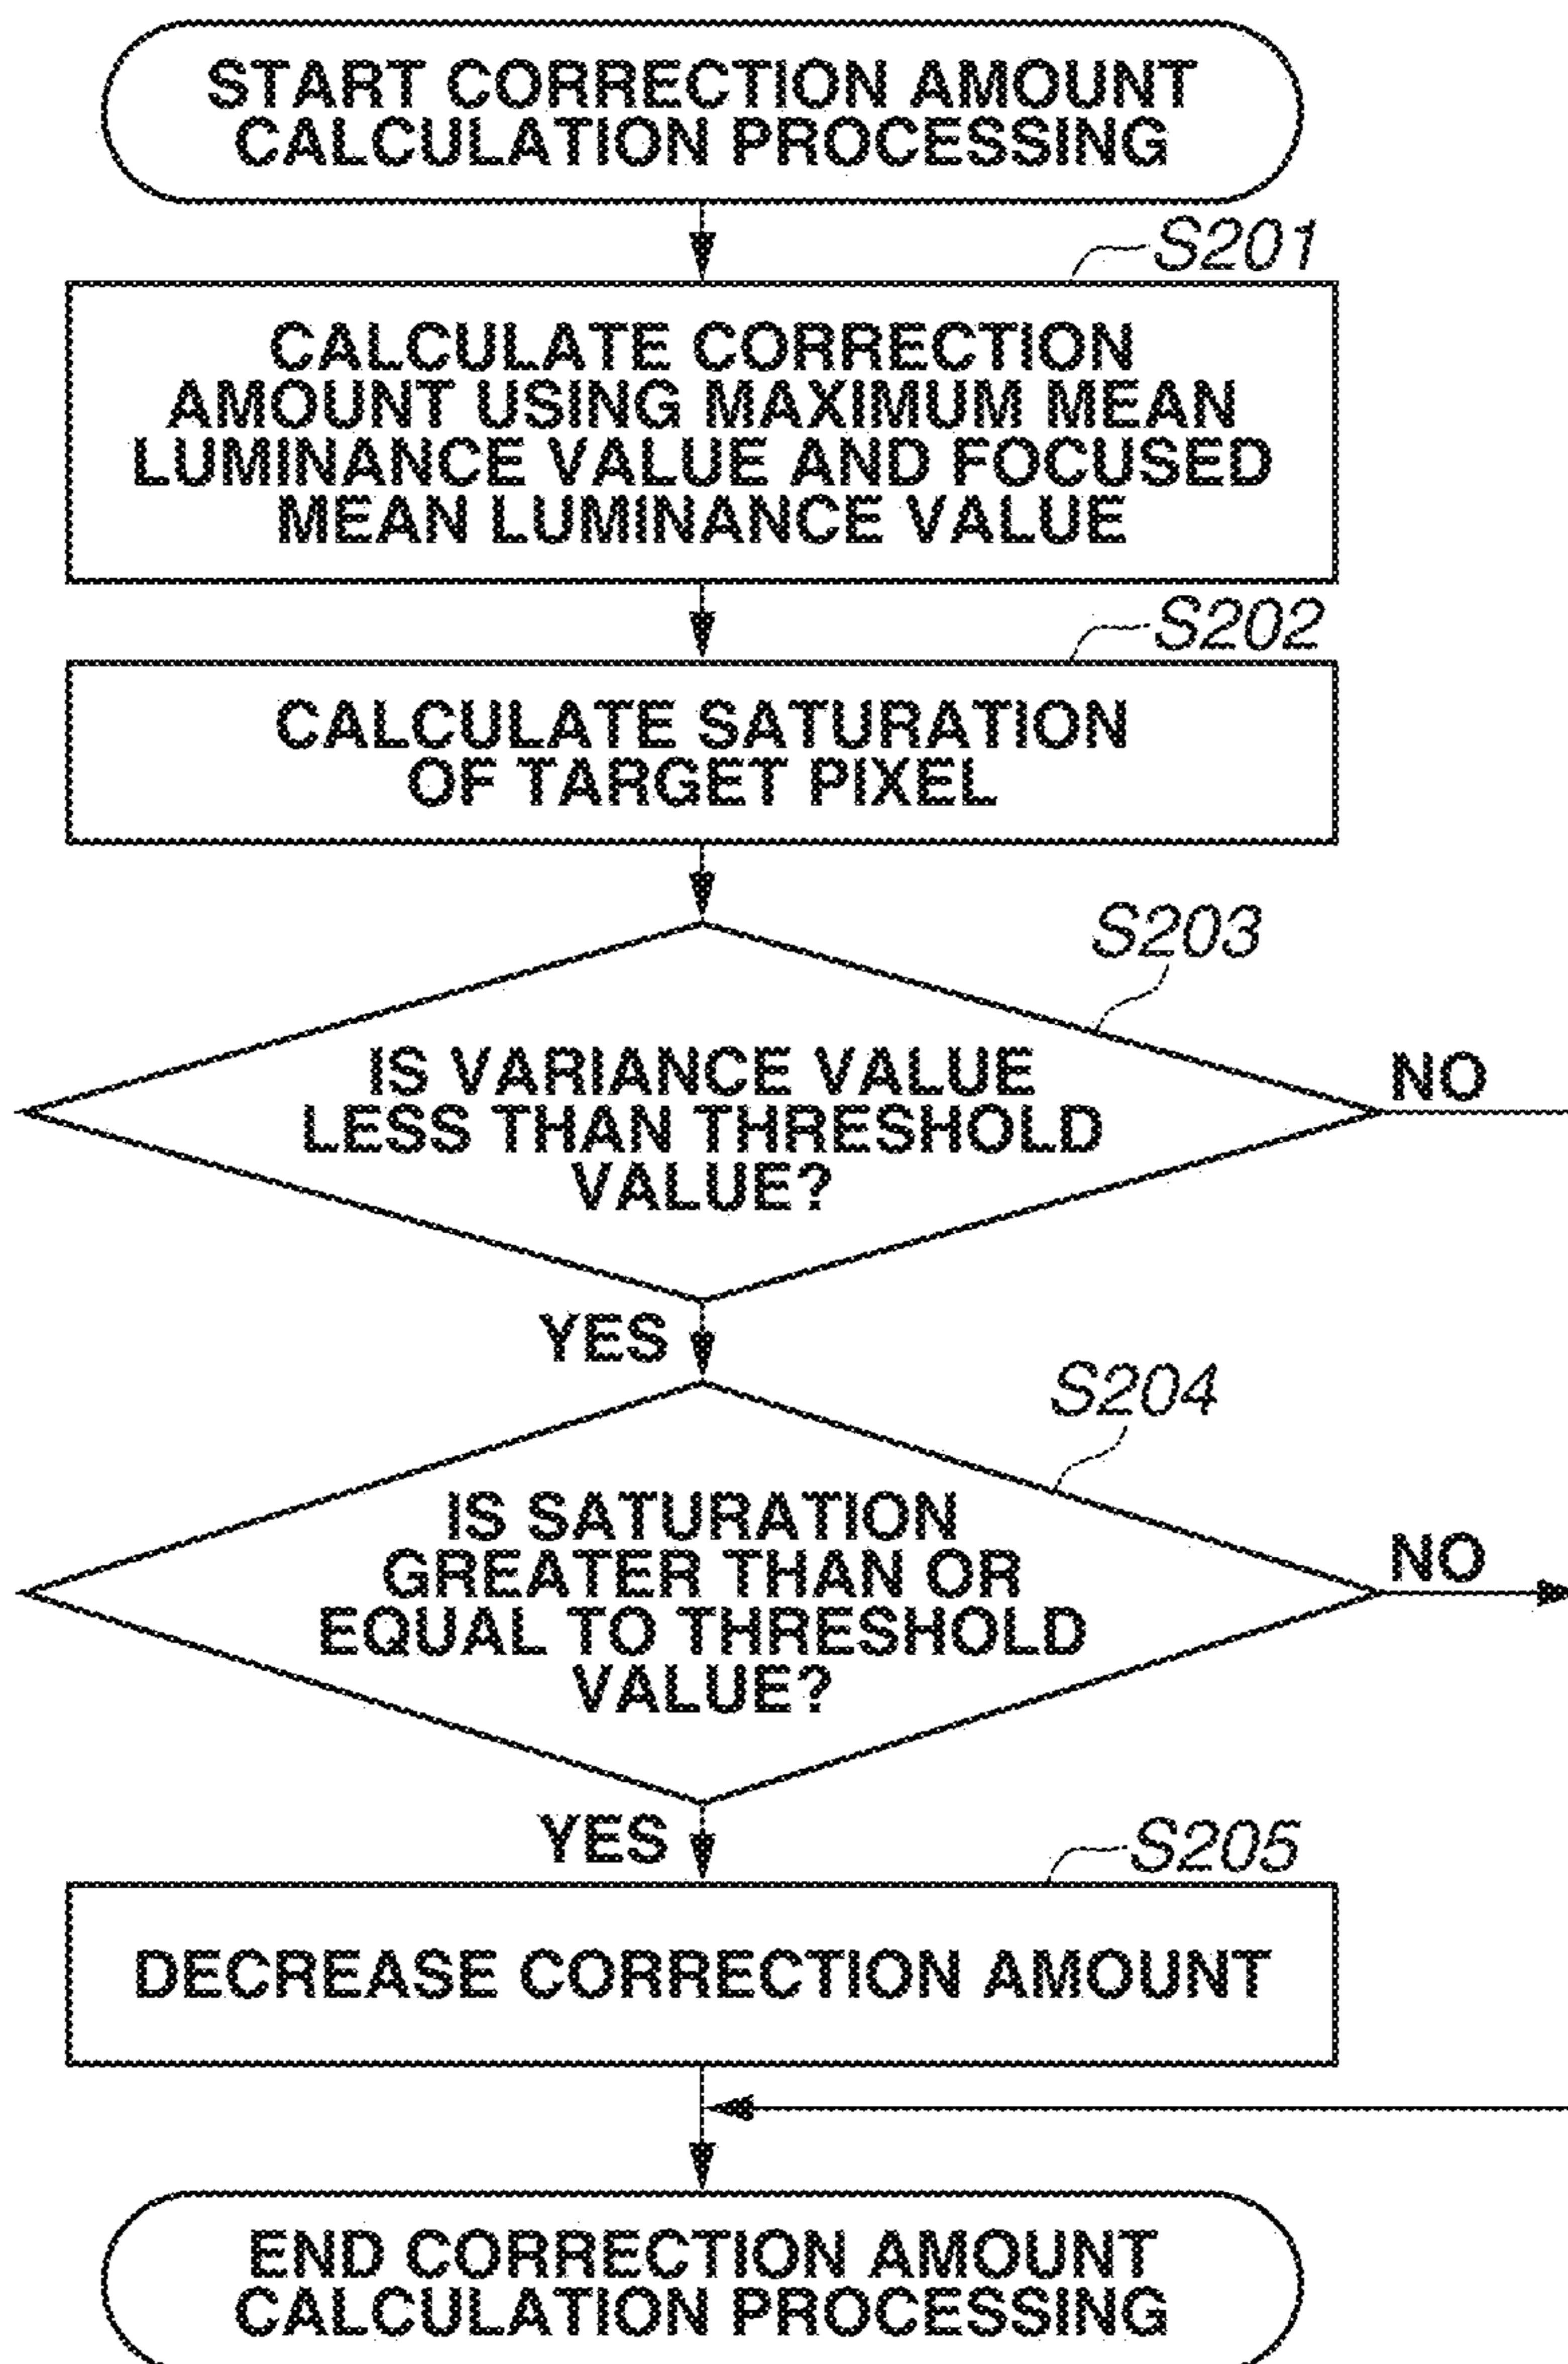 START CORRECTION AMOUNT
CALCULATION PROCESSING
S201
CALCULATE CORRECTION
AMOUNT USING MAXIMUM MEAN
LUMINANCE VALUE AND FOCUSED
MEAN LUMINANCE VALUE
S202
CALCULATE SATURATION
OF TARGET PIXEL
S203
IS VARIANCE VALUE
LESS THAN THRESHOLD
VALUE?
NO
YES
S204
IS SATURATION
GREATER THAN OR
EQUAL TO THRESHOLD
VALUE?
NO
YES
S205
DECREASE CORRECTION AMOUNT
END CORRECTION AMOUNT
CALCULATION PROCESSING